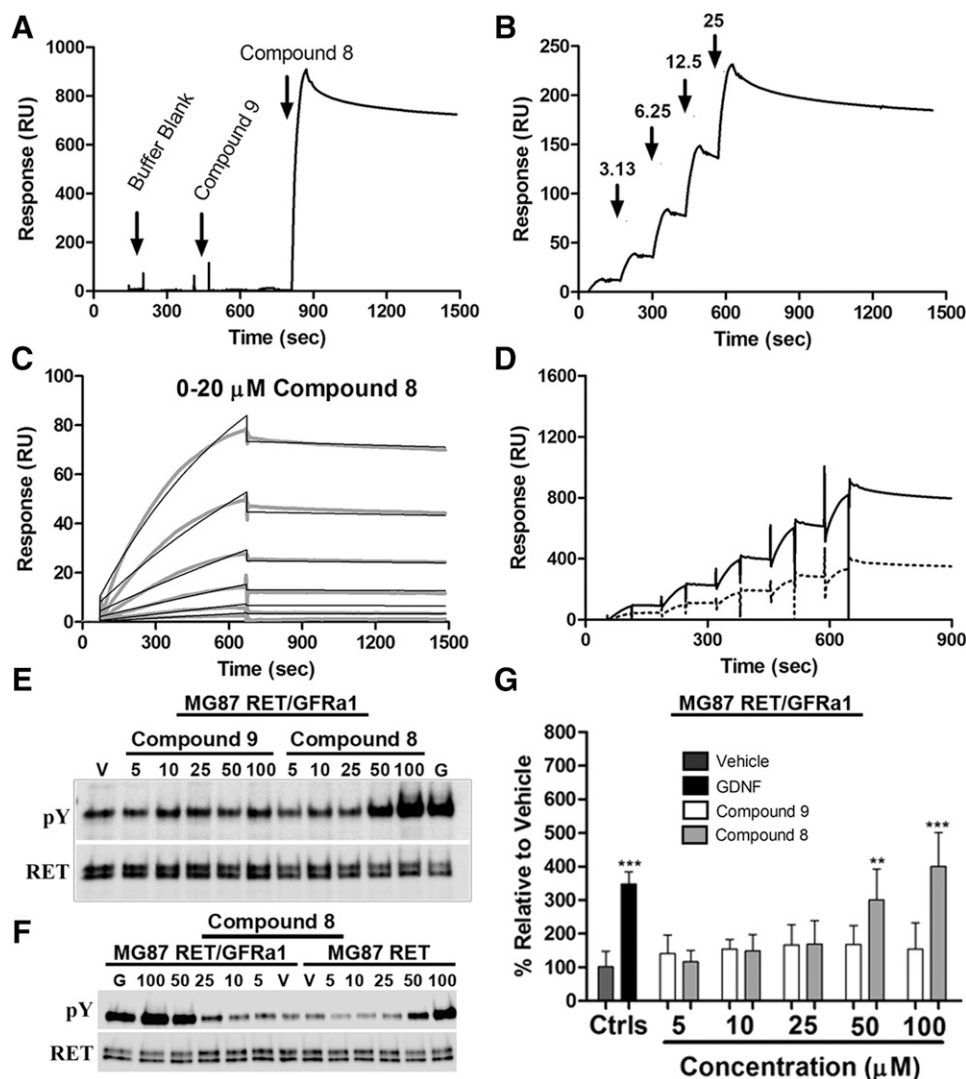 A
1000
800
600
400
200
0
Response (RU)
Buffer Blank
Compound 9
Compound 8
0 300 600 900 1200 1500
Time (sec)
B
250
200
150
100
50
0
Response (RU)
3.13
6.25
12.5
25
0 300 600 900 1200 1500
Time (sec)
C
0-20 μM Compound 8
80
60
40
20
0
Response (RU)
0 300 600 900 1200 1500
Time (sec)
D
1600
1200
800
400
0
Response (RU)
300 600 900
Time (sec)
E
MG87 RET/GFRa1
Compound 9 Compound 8
V 5 10 25 50 100 5 10 25 50 100 G
pY
RET
F
Compound 8
MG87 RET/GFRa1 MG87 RET
G 100 50 25 10 5 V V 5 10 25 50 100
pY
RET
G
MG87 RET/GFRa1
800
700
600
500
400
300
200
100
0
% Relative to Vehicle
Vehicle
GDNF
Compound 9
Compound 8
***
**
***
Ctrls 5 10 25 50 100
Concentration (μM)